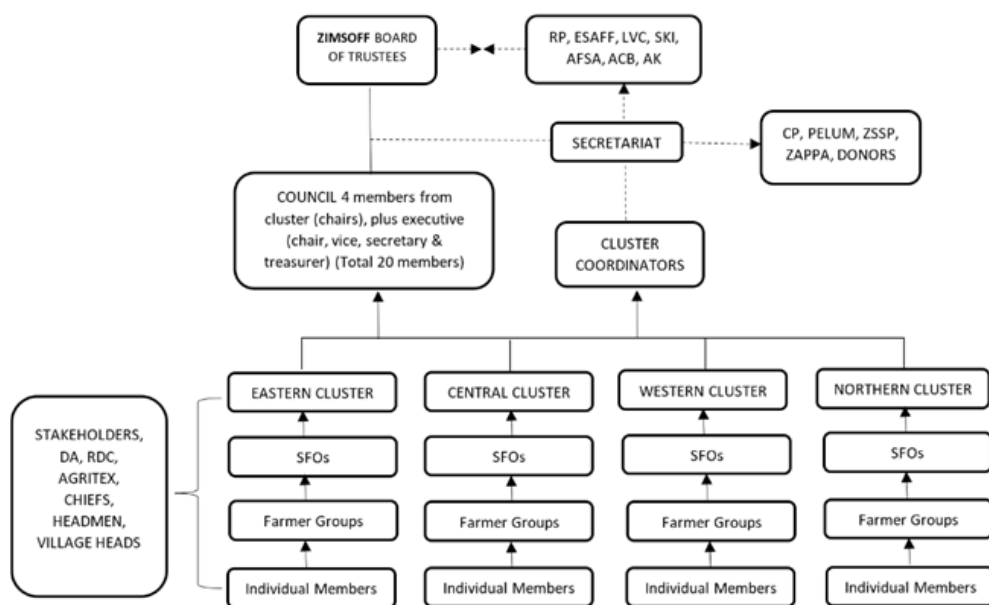 ZIMSOFF BOARD
OF TRUSTEES
RP, ESAFF, LVC, SKI,
AFSA, ACB, AK
SECRETARIAT
CP, PELUM, ZSSP,
ZAPPA, DONORS
COUNCIL 4 members from
cluster (chairs), plus executive
(chair, vice, secretary &
treasurer) (Total 20 members)
CLUSTER
COORDINATORS
EASTERN CLUSTER
CENTRAL CLUSTER
WESTERN CLUSTER
NORTHERN CLUSTER
STAKEHOLDERS,
DA, RDC,
AGRITEX,
CHIEFS,
HEADMEN,
VILLAGE HEADS
SFOs
SFOs
SFOs
SFOs
Farmer Groups
Farmer Groups
Farmer Groups
Farmer Groups
Individual Members
Individual Members
Individual Members
Individual Members